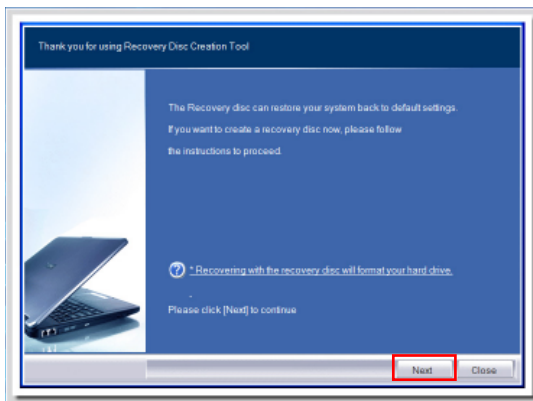 Thank you for using Recovery Disc Creation Tool
The Recovery disc can restore your system back to default settings.
If you want to create a recovery disc now, please follow
the instructions to proceed.
* Recovering with the recovery disc will format your hard drive.
Please click [Next] to continue
Next
Close